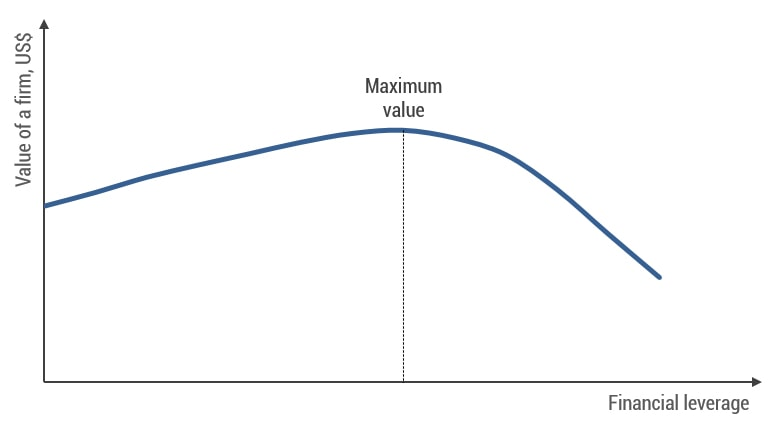 Value of a firm, US$
Maximum
value
Financial leverage